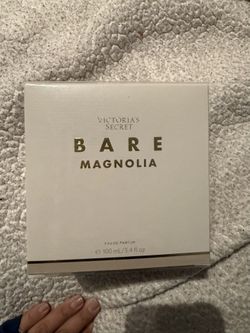 VICTORIA'S
SECRET
BARE
MAGNOLIA
EAU DE PARFUM
e 100 mL/3.4 fl oz